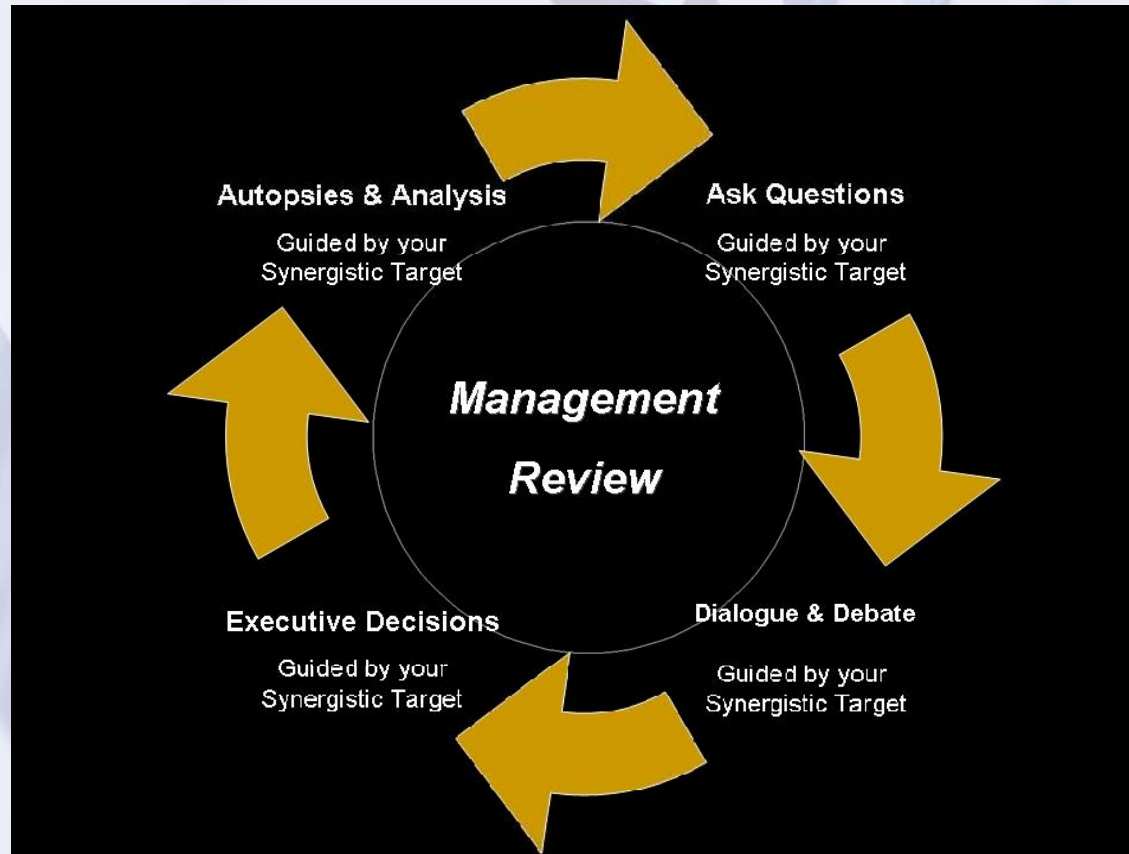 Autopsies & Analysis
Guided by your
Synergistic Target
Ask Questions
Guided by your
Synergistic Target
Management
Review
Executive Decisions
Guided by your
Synergistic Target
Dialogue & Debate
Guided by your
Synergistic Target